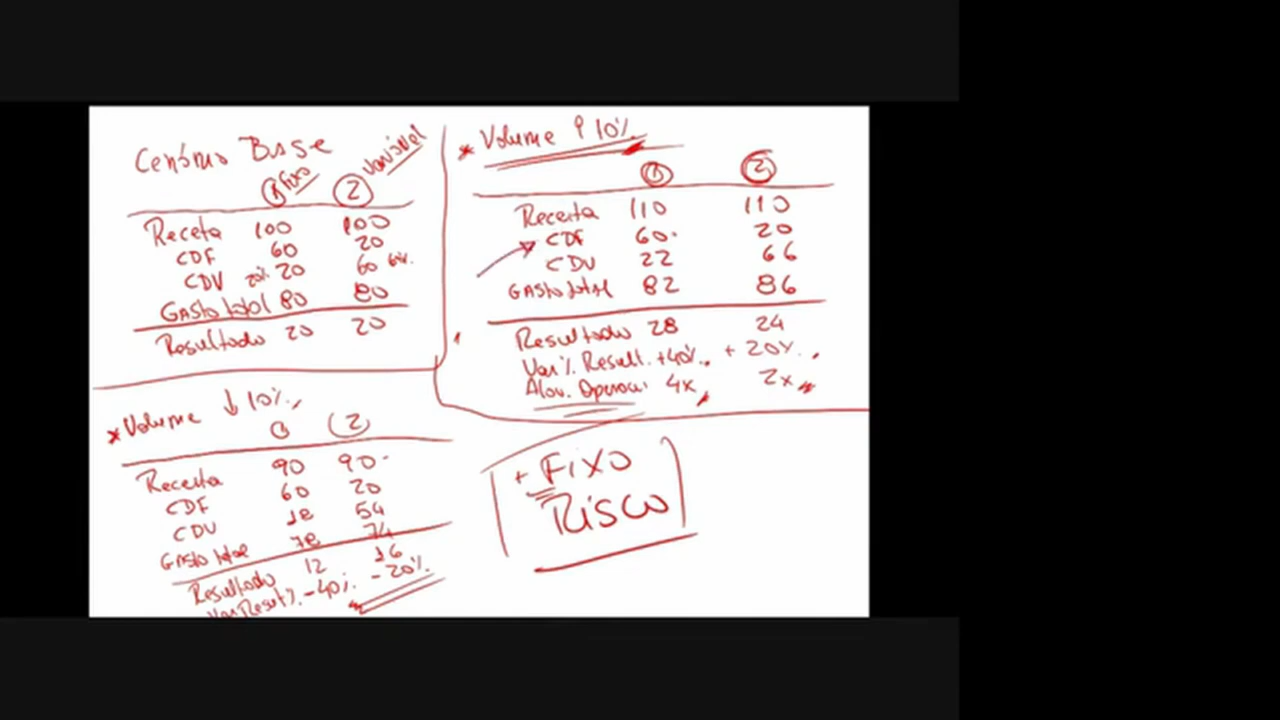 Cenário Base
① Fixo ② Variável
Receita 100 100
CDF 60 20
CDV 20% 20 60 60%
Gasto total 80 80
Resultado 20 20
* Volume ↑ 10%
① ②
Receita 110 110
CDF 60 20
CDV 22 66
Gasto total 82 86
Resultado 28 24
Var % Result. +40% + 20%
Alav. Operac. 4x 2x
* Volume ↓ 10%
① ②
Receita 90 90
CDF 60 20
CDV 18 54
Gasto total 78 74
Resultado 12 16
Var Result % -40% -20%
+ Fixo
Risco